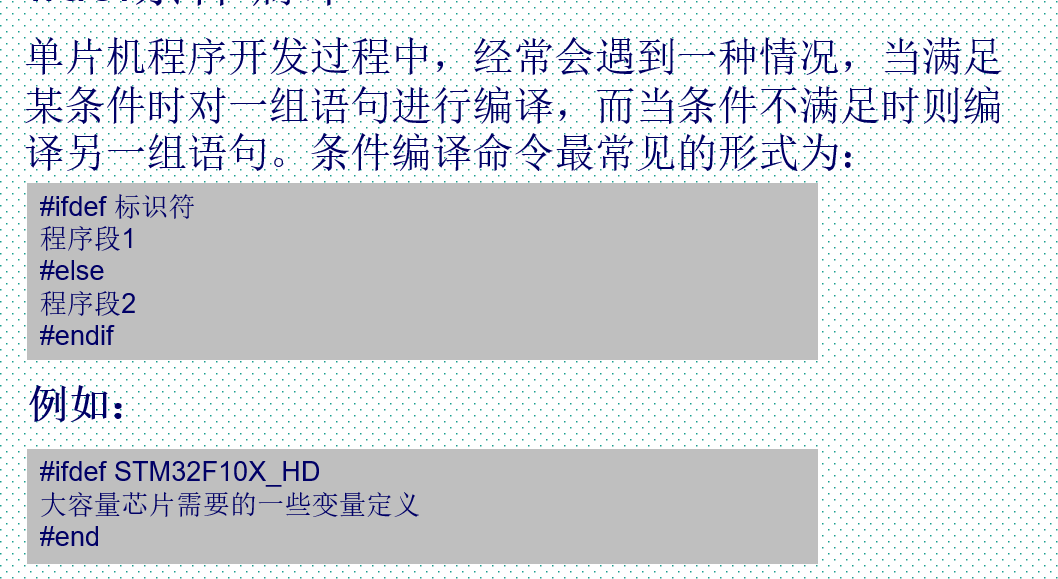 单片机程序开发过程中，经常会遇到一种情况，当满足
某条件时对一组语句进行编译，而当条件不满足时则编
译另一组语句。条件编译命令最常见的形式为：
#ifdef 标识符
程序段1
#else
程序段2
#endif
例如：
#ifdef STM32F10X_HD
大容量芯片需要的一些变量定义
#end